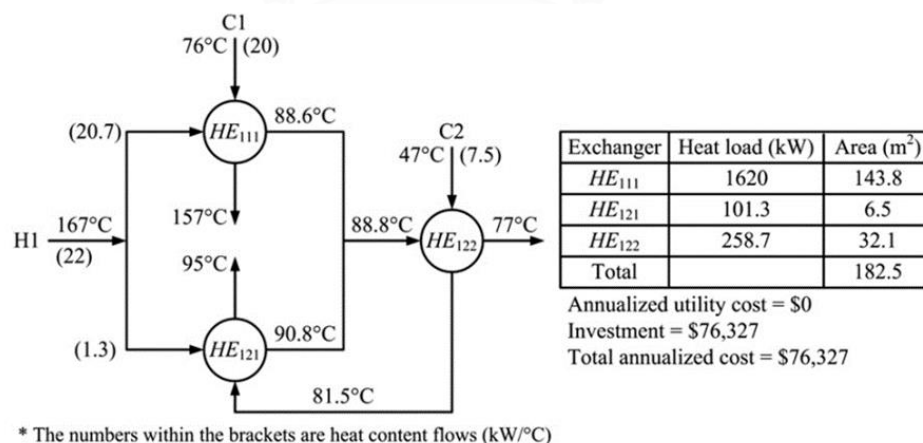 C1
76°C (20)
(20.7)
HE111
88.6°C
C2
47°C (7.5)
H1
167°C
(22)
157°C
88.8°C
HE122
77°C
95°C
(1.3)
HE121
90.8°C
81.5°C
* The numbers within the brackets are heat content flows (kW/°C)
Exchanger Heat load (kW) Area (m²)
HE111 1620 143.8
HE121 101.3 6.5
HE122 258.7 32.1
Total 182.5
Annualized utility cost = $0
Investment = $76,327
Total annualized cost = $76,327